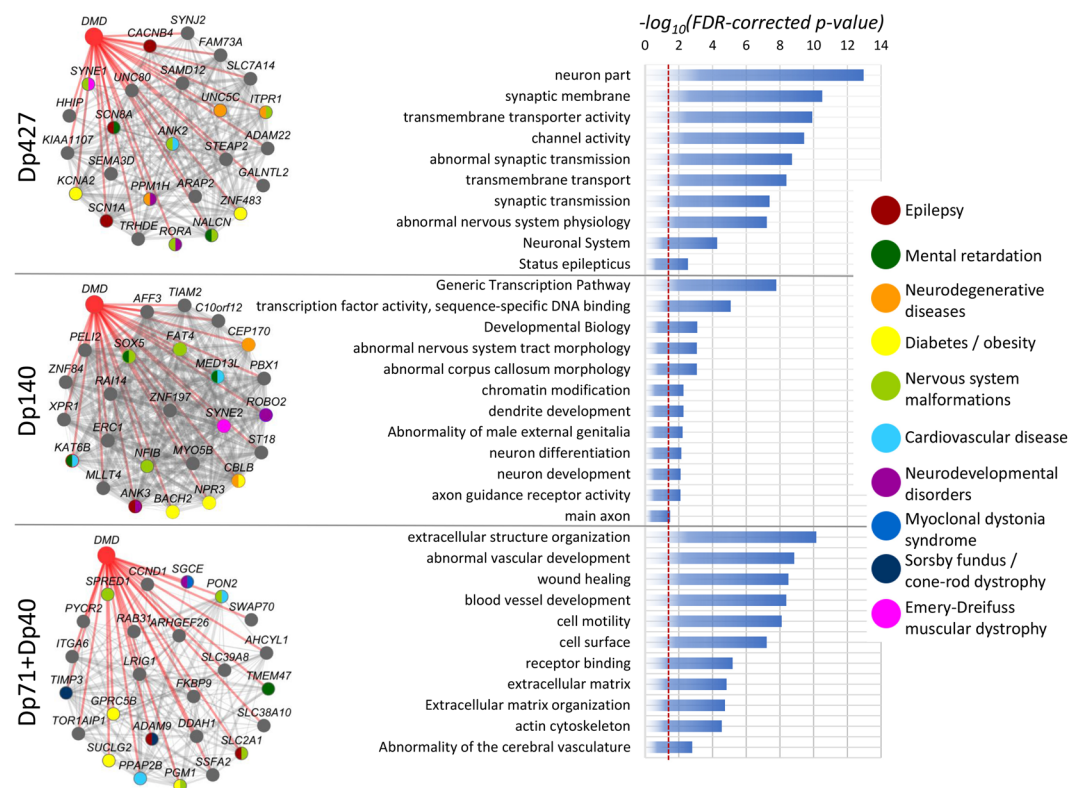 -log10(FDR-corrected p-value)
0 2 4 6 8 10 12 14
Dp427
DMD
SYNJ2
CACNB4
FAM73A
SLC7A14
SYNE1
UNC80
SAMD12
HHIP
UNC5C
ITPR1
SCN8A
ANK2
ADAM22
KIAA1107
STEAP2
SEMA3D
GALNTL2
KCNA2
PPM1H
ARAP2
ZNF483
SCN1A
NALCN
TRHDE
RORA
neuron part
synaptic membrane
transmembrane transporter activity
channel activity
abnormal synaptic transmission
transmembrane transport
synaptic transmission
abnormal nervous system physiology
Neuronal System
Status epilepticus
Dp140
DMD
TIAM2
AFF3
C10orf12
CEP170
PELI2
SOX5
FAT4
MED13L
PBX1
ZNF84
RAI14
ZNF197
ROBO2
XPR1
SYNE2
ERC1
ST18
KAT6B
NFIB
MYO5B
CBLB
MLLT4
ANK3
BACH2
NPR3
Generic Transcription Pathway
transcription factor activity, sequence-specific DNA binding
Developmental Biology
abnormal nervous system tract morphology
abnormal corpus callosum morphology
chromatin modification
dendrite development
Abnormality of male external genitalia
neuron differentiation
neuron development
axon guidance receptor activity
main axon
Dp71+Dp40
DMD
CCND1
SGCE
SPRED1
PON2
PYCR2
SWAP70
RAB31
ARHGEF26
ITGA6
AHCYL1
LRIG1
SLC39A8
TIMP3
FKBP9
TMEM47
GPRC5B
TOR1AIP1
ADAM9
DDAH1
SLC38A10
SUCLG2
SLC2A1
PPAP2B
PGM1
SSFA2
extracellular structure organization
abnormal vascular development
wound healing
blood vessel development
cell motility
cell surface
receptor binding
extracellular matrix
Extracellular matrix organization
actin cytoskeleton
Abnormality of the cerebral vasculature
Epilepsy
Mental retardation
Neurodegenerative
diseases
Diabetes / obesity
Nervous system
malformations
Cardiovascular disease
Neurodevelopmental
disorders
Myoclonal dystonia
syndrome
Sorsby fundus /
cone-rod dystrophy
Emery-Dreifuss
muscular dystrophy